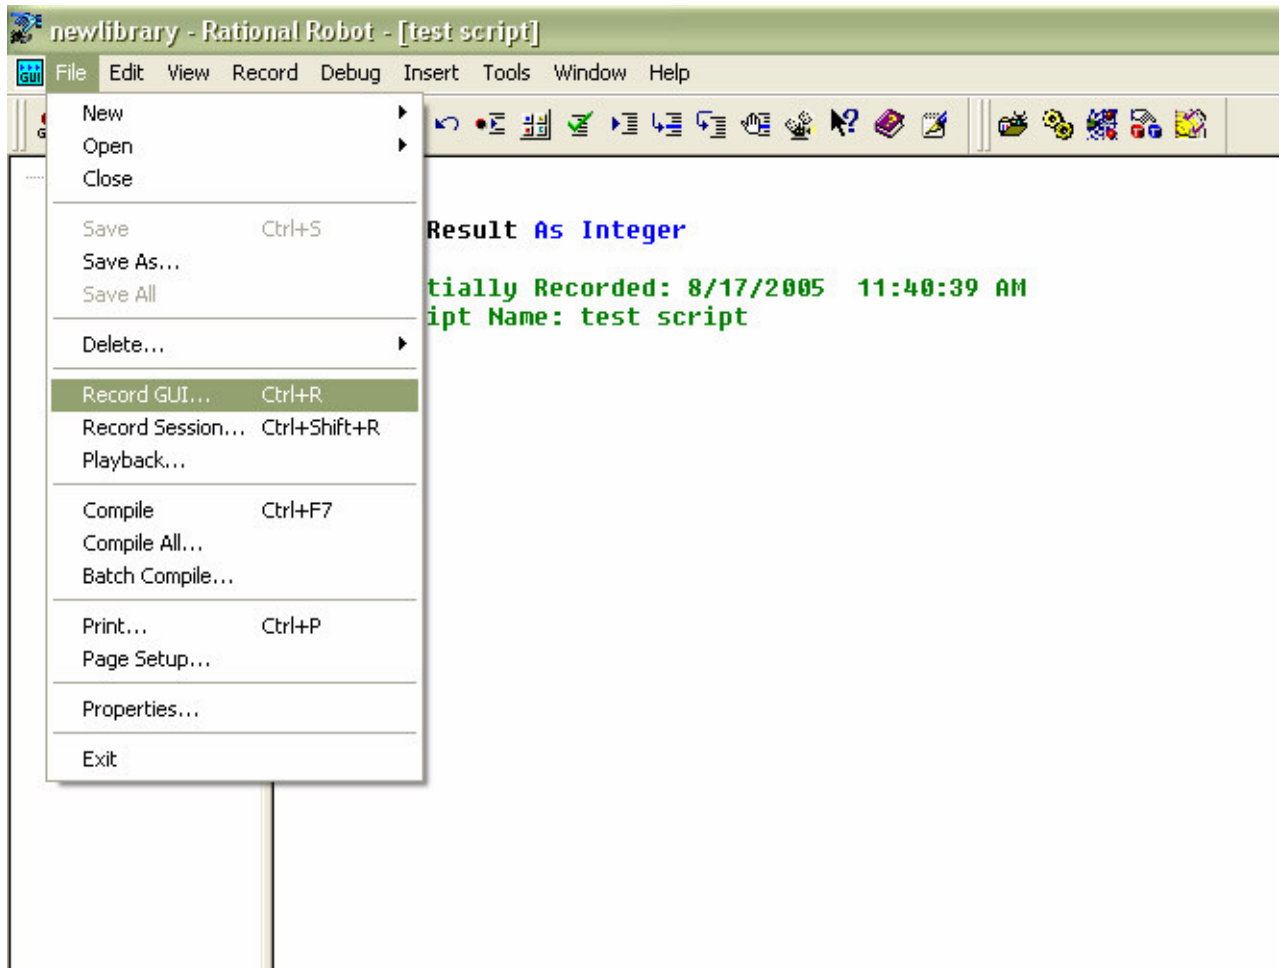 newlibrary - Rational Robot - [test script]
GUI File Edit View Record Debug Insert Tools Window Help
New
Open
Close
Save Ctrl+S
Save As...
Save All
Delete...
Record GUI... Ctrl+R
Record Session... Ctrl+Shift+R
Playback...
Compile Ctrl+F7
Compile All...
Batch Compile...
Print... Ctrl+P
Page Setup...
Properties...
Exit
Result As Integer
tially Recorded: 8/17/2005 11:40:39 AM
ipt Name: test script